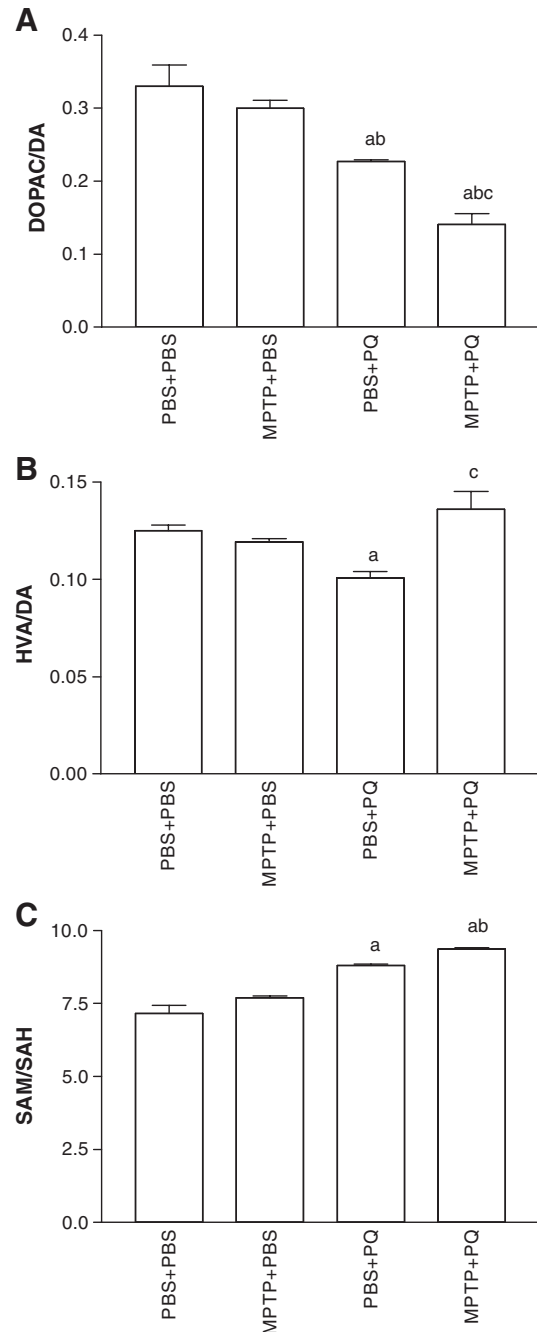 A
DOPAC/DA
0.4
0.3
0.2
0.1
0.0
ab
abc
PBS+PBS
MPTP+PBS
PBS+PQ
MPTP+PQ
B
HVA/DA
0.15
0.10
0.05
0.00
a
c
PBS+PBS
MPTP+PBS
PBS+PQ
MPTP+PQ
C
SAM/SAH
10.0
7.5
5.0
2.5
0.0
a
ab
PBS+PBS
MPTP+PBS
PBS+PQ
MPTP+PQ